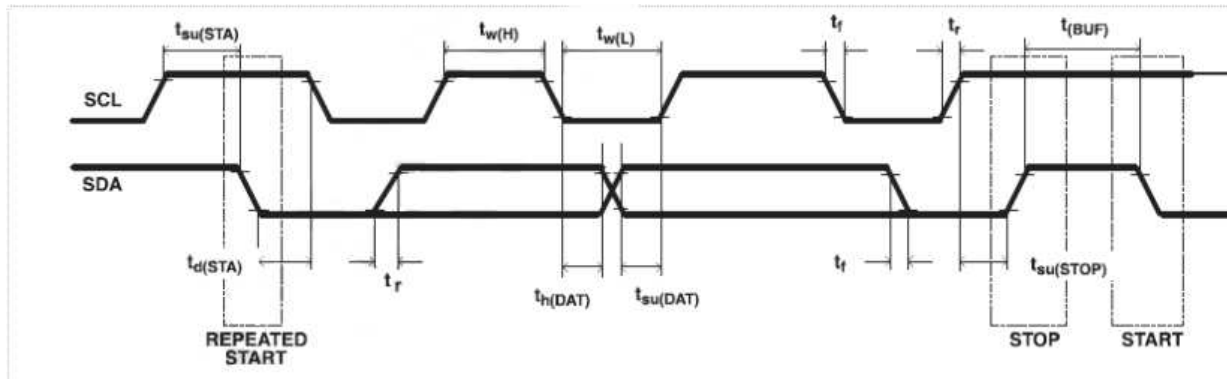 tsu(STA)
tw(H)
tw(L)
tf
tr
t(BUF)
SCL
SDA
td(STA)
tr
th(DAT)
tsu(DAT)
tf
tsu(STOP)
REPEATED
START
STOP
START